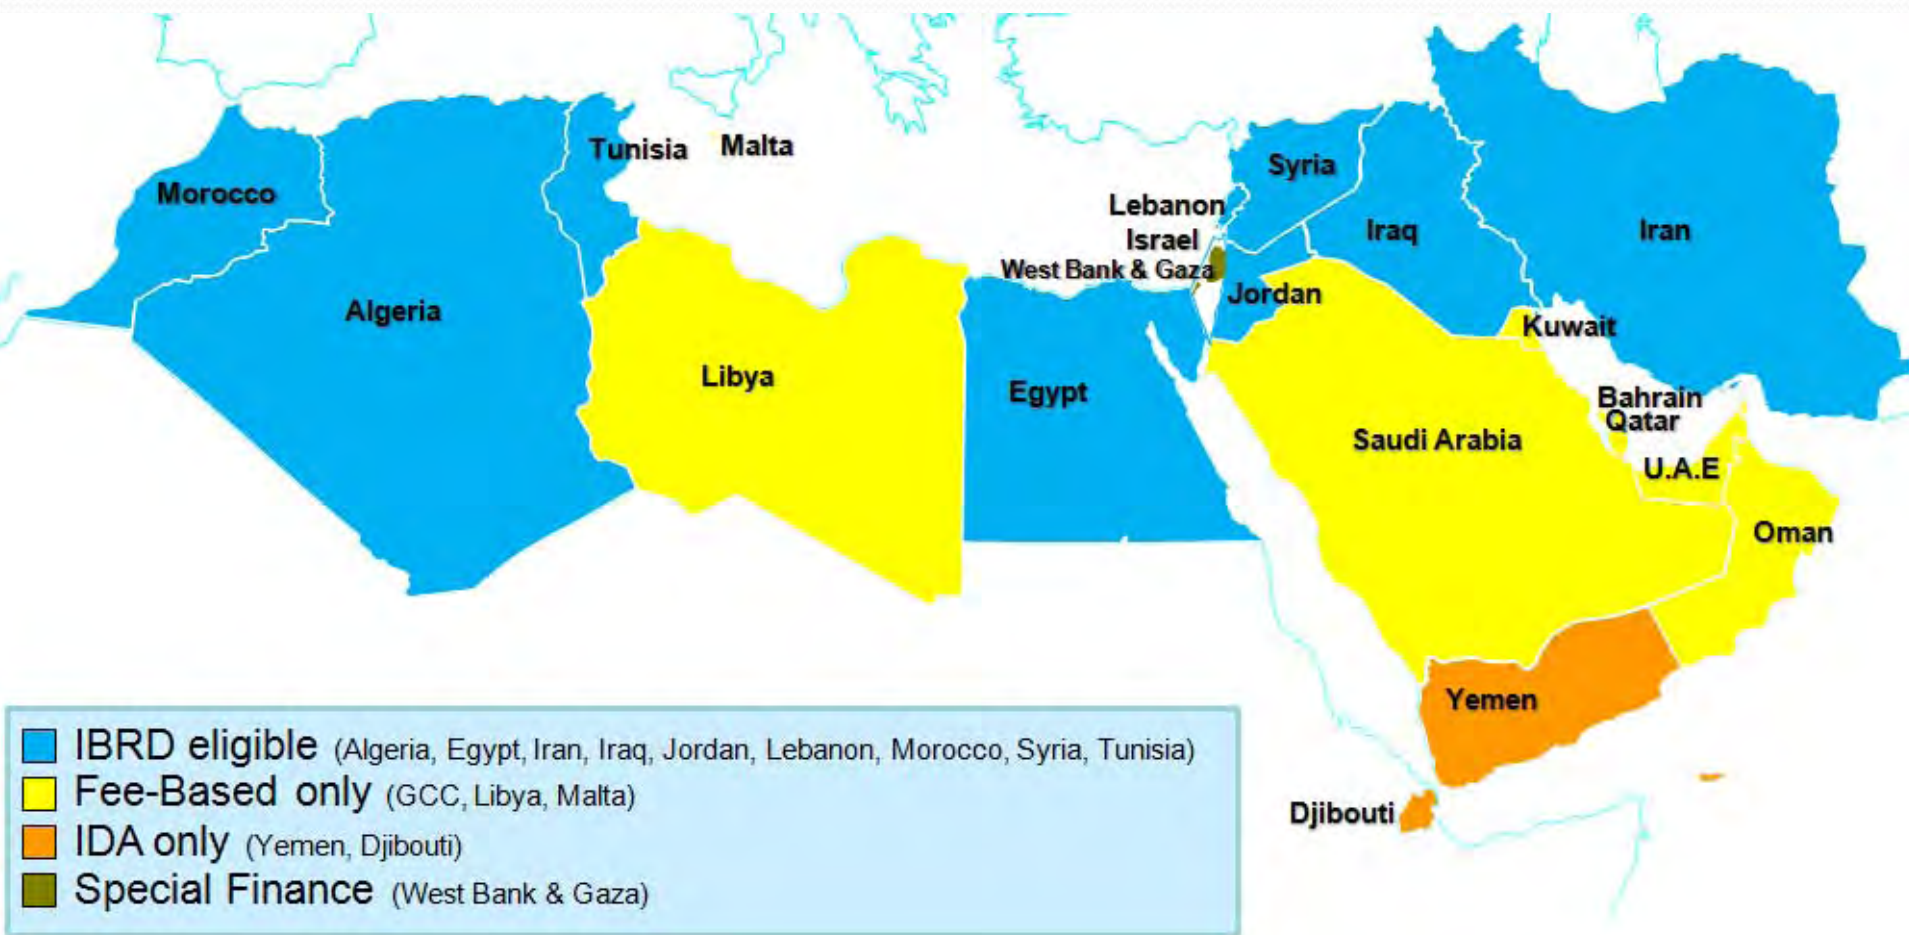 Tunisia
Malta
Morocco
Syria
Lebanon
Israel
Iraq
Iran
West Bank & Gaza
Jordan
Algeria
Kuwait
Libya
Egypt
Bahrain
Qatar
Saudi Arabia
U.A.E
Oman
Yemen
Djibouti
IBRD eligible (Algeria, Egypt, Iran, Iraq, Jordan, Lebanon, Morocco, Syria, Tunisia)
Fee-Based only (GCC, Libya, Malta)
IDA only (Yemen, Djibouti)
Special Finance (West Bank & Gaza)